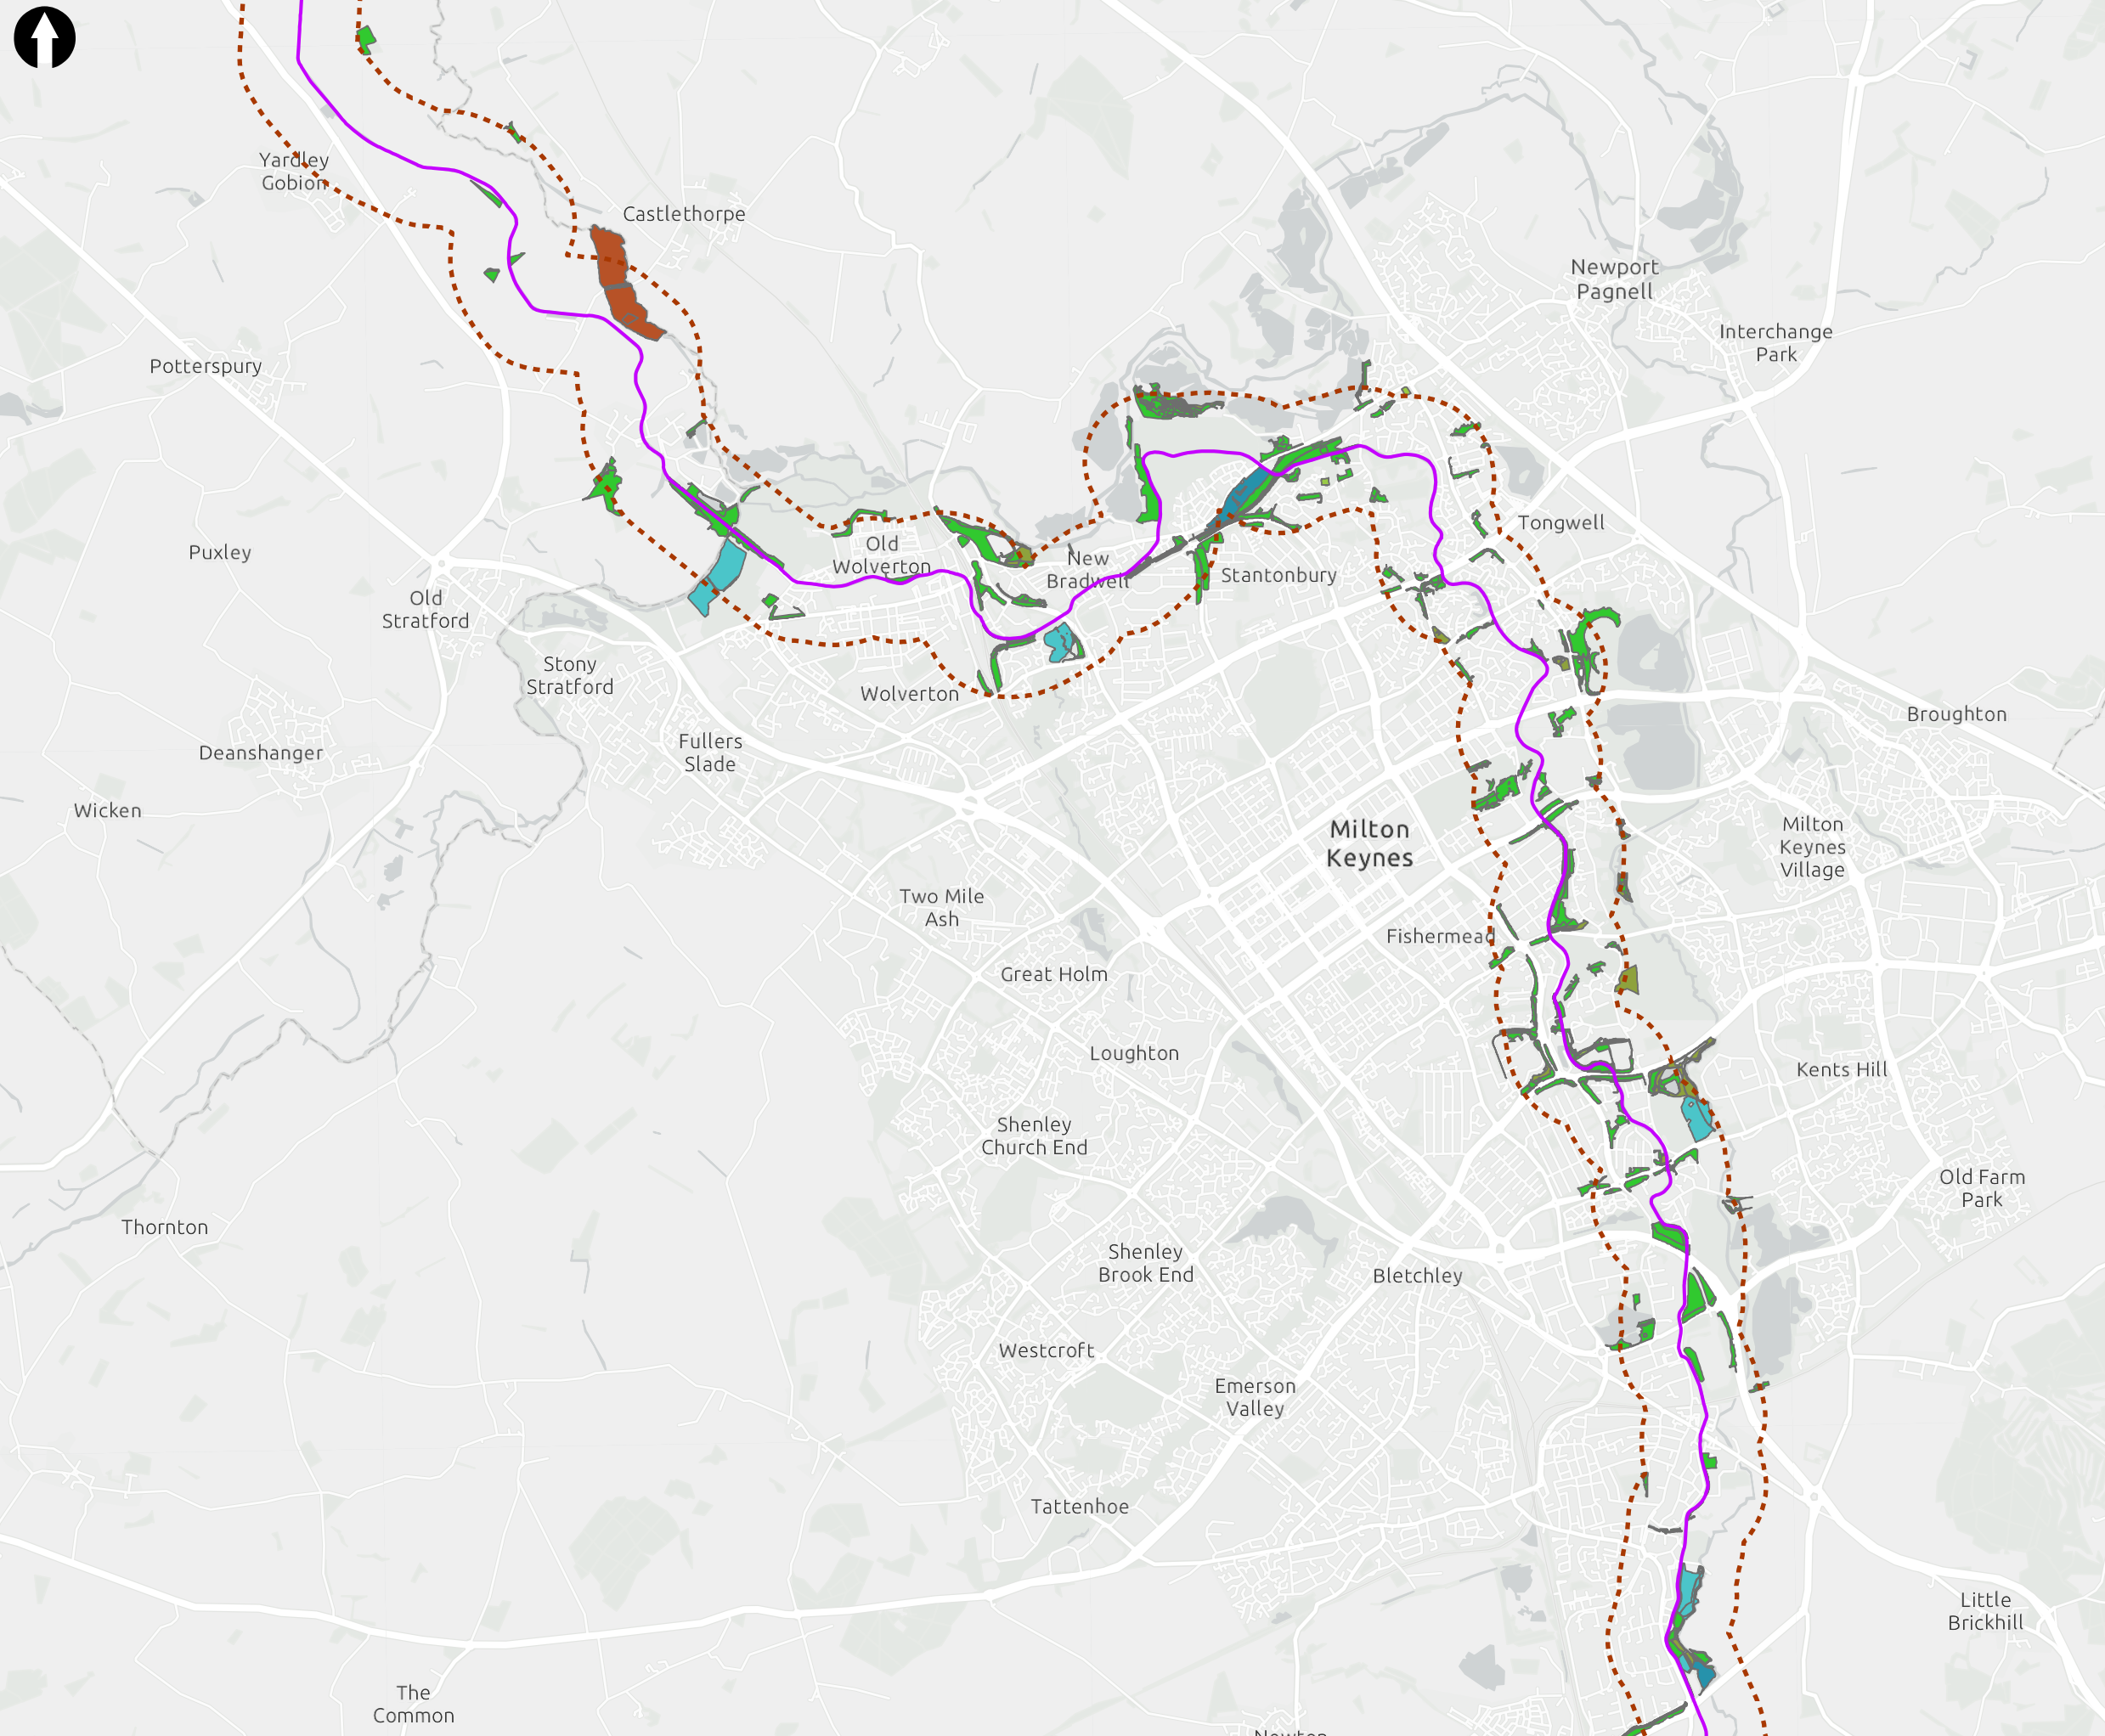 Yardley
Gobion
Castlethorpe
Newport
Pagnell
Interchange
Park
Potterspury
Puxley
Old
Wolverton
New
Bradwell
Stantonbury
Tongwell
Old
Stratford
Stony
Stratford
Wolverton
Broughton
Deanshanger
Fullers
Slade
Wicken
Milton
Keynes
Milton
Keynes
Village
Two Mile
Ash
Fishermead
Great Holm
Loughton
Kents Hill
Shenley
Church End
Old Farm
Park
Thornton
Shenley
Brook End
Bletchley
Westcroft
Emerson
Valley
Tattenhoe
Little
Brickhill
The
Common